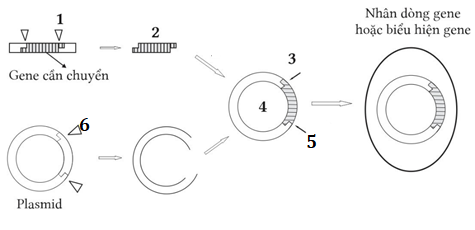 1
2
Gene cần chuyển
3
4
5
6
Plasmid
Nhân dòng gene
hoặc biểu hiện gene